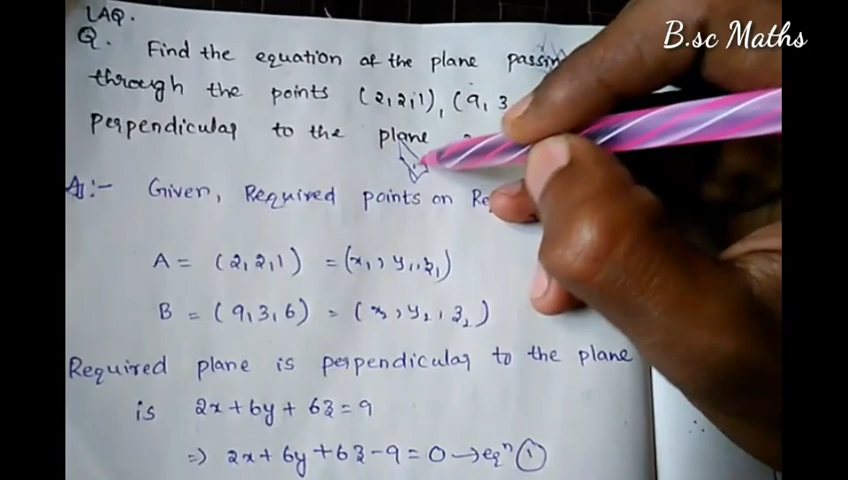 LAQ.
B.sc Maths
Q. Find the equation of the plane passin
through the points (2,2,1), (9,3
perpendicular to the plane
A:- Given, Required points on Re
A = (2,2,1) = (x₁, y₁, z₁)
B = (9,3,6) = (x₂, y₂, z₂)
Required plane is perpendicular to the plane
is 2x+6y+6z=9
=> 2x+6y+6z-9=0 →eqⁿ ①